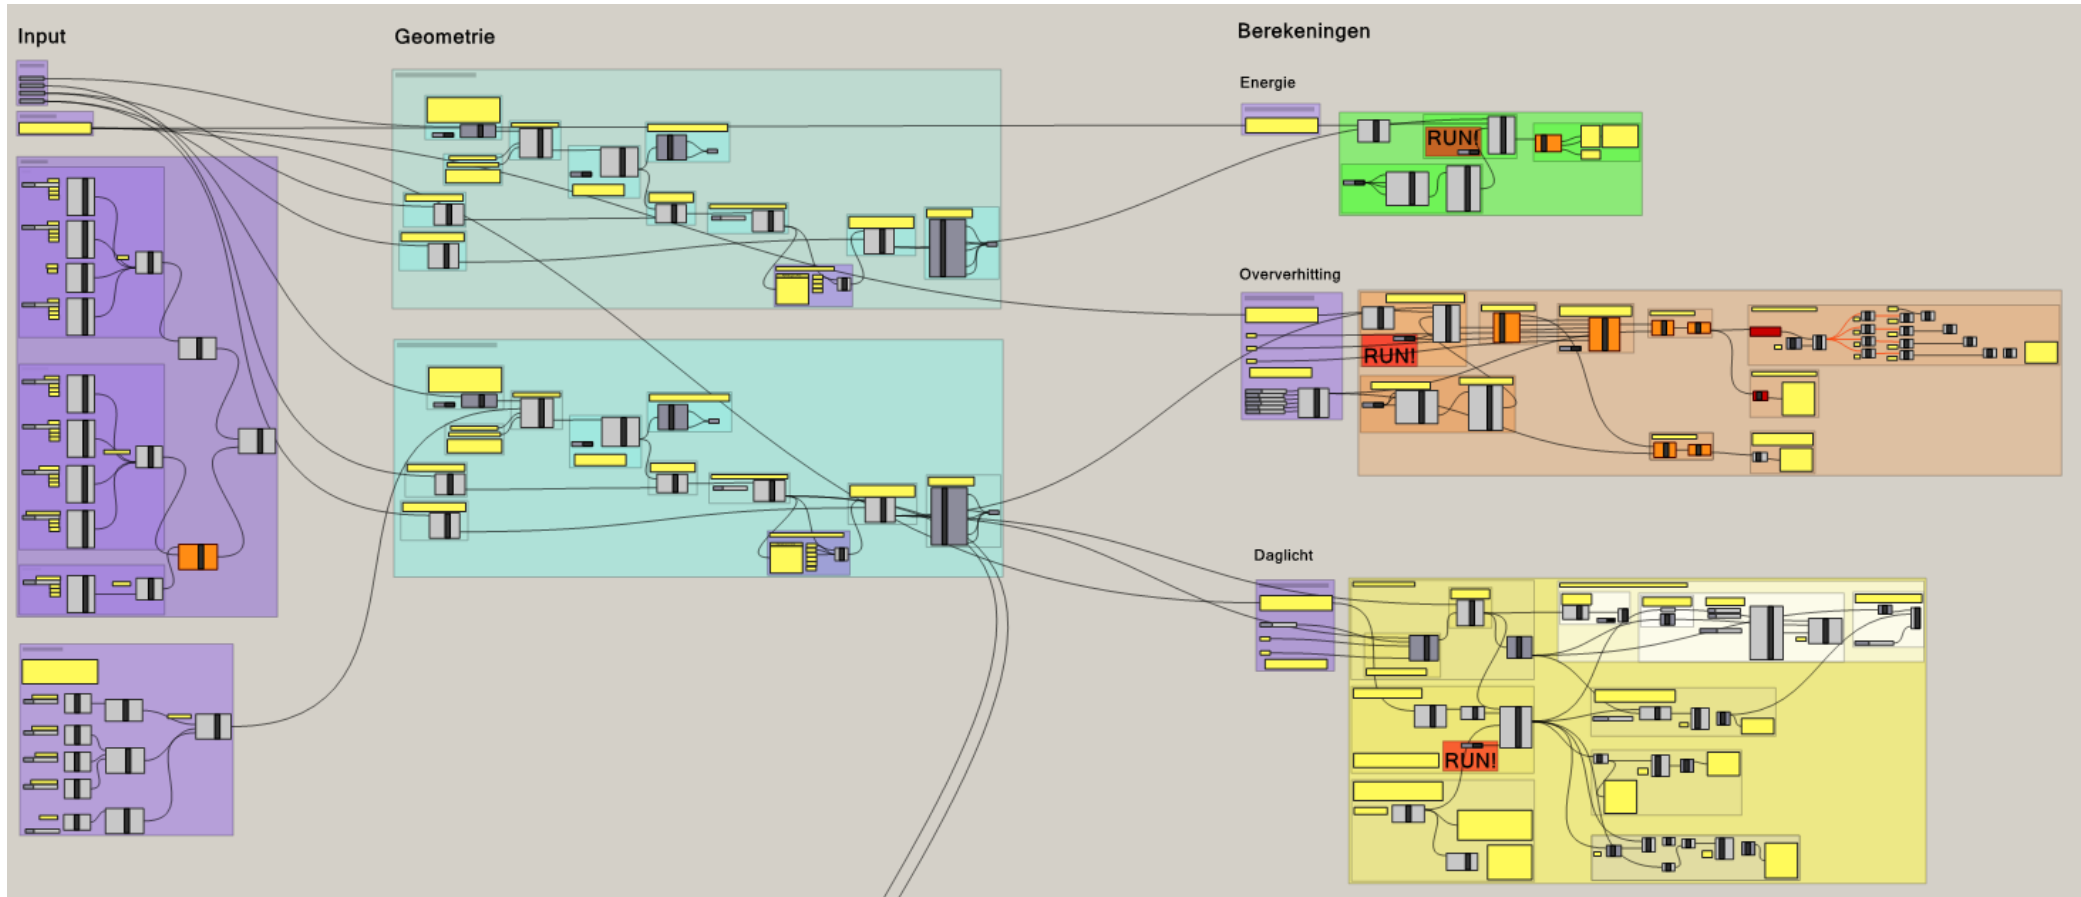 Input
Geometrie
Berekeningen
Energie
RUN!
Oververhitting
RUN!
Daglicht
RUN!